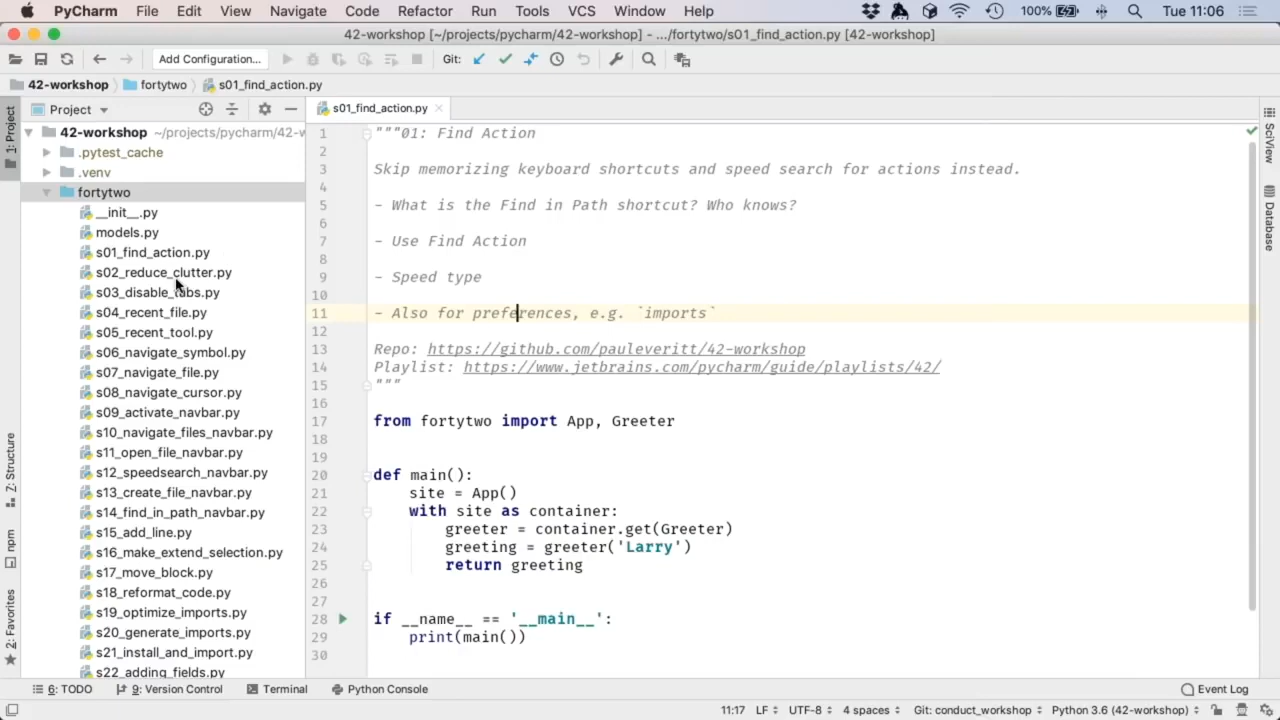 PyCharm File Edit View Navigate Code Refactor Run Tools VCS Window Help 100% Tue 11:06
42-workshop [~/projects/pycharm/42-workshop] - .../fortytwo/s01_find_action.py [42-workshop]
Add Configuration... Git:
42-workshop fortytwo s01_find_action.py
1: Project
Z: Structure
npm
2: Favorites
Project
42-workshop ~/projects/pycharm/42-w
.pytest_cache
.venv
fortytwo
__init__.py
models.py
s01_find_action.py
s02_reduce_clutter.py
s03_disable_tabs.py
s04_recent_file.py
s05_recent_tool.py
s06_navigate_symbol.py
s07_navigate_file.py
s08_navigate_cursor.py
s09_activate_navbar.py
s10_navigate_files_navbar.py
s11_open_file_navbar.py
s12_speedsearch_navbar.py
s13_create_file_navbar.py
s14_find_in_path_navbar.py
s15_add_line.py
s16_make_extend_selection.py
s17_move_block.py
s18_reformat_code.py
s19_optimize_imports.py
s20_generate_imports.py
s21_install_and_import.py
s22_adding_fields.py
s01_find_action.py
1 """01: Find Action
2
3 Skip memorizing keyboard shortcuts and speed search for actions instead.
4
5 - What is the Find in Path shortcut? Who knows?
6
7 - Use Find Action
8
9 - Speed type
10
11 - Also for preferences, e.g. `imports`
12
13 Repo: https://github.com/pauleveritt/42-workshop
14 Playlist: https://www.jetbrains.com/pycharm/guide/playlists/42/
15 """
16
17 from fortytwo import App, Greeter
18
19
20 def main():
21 site = App()
22 with site as container:
23 greeter = container.get(Greeter)
24 greeting = greeter('Larry')
25 return greeting
26
27
28 if __name__ == '__main__':
29 print(main())
30
SciView
Database
6: TODO 9: Version Control Terminal Python Console Event Log
11:17 LF UTF-8 4 spaces Git: conduct_workshop Python 3.6 (42-workshop)